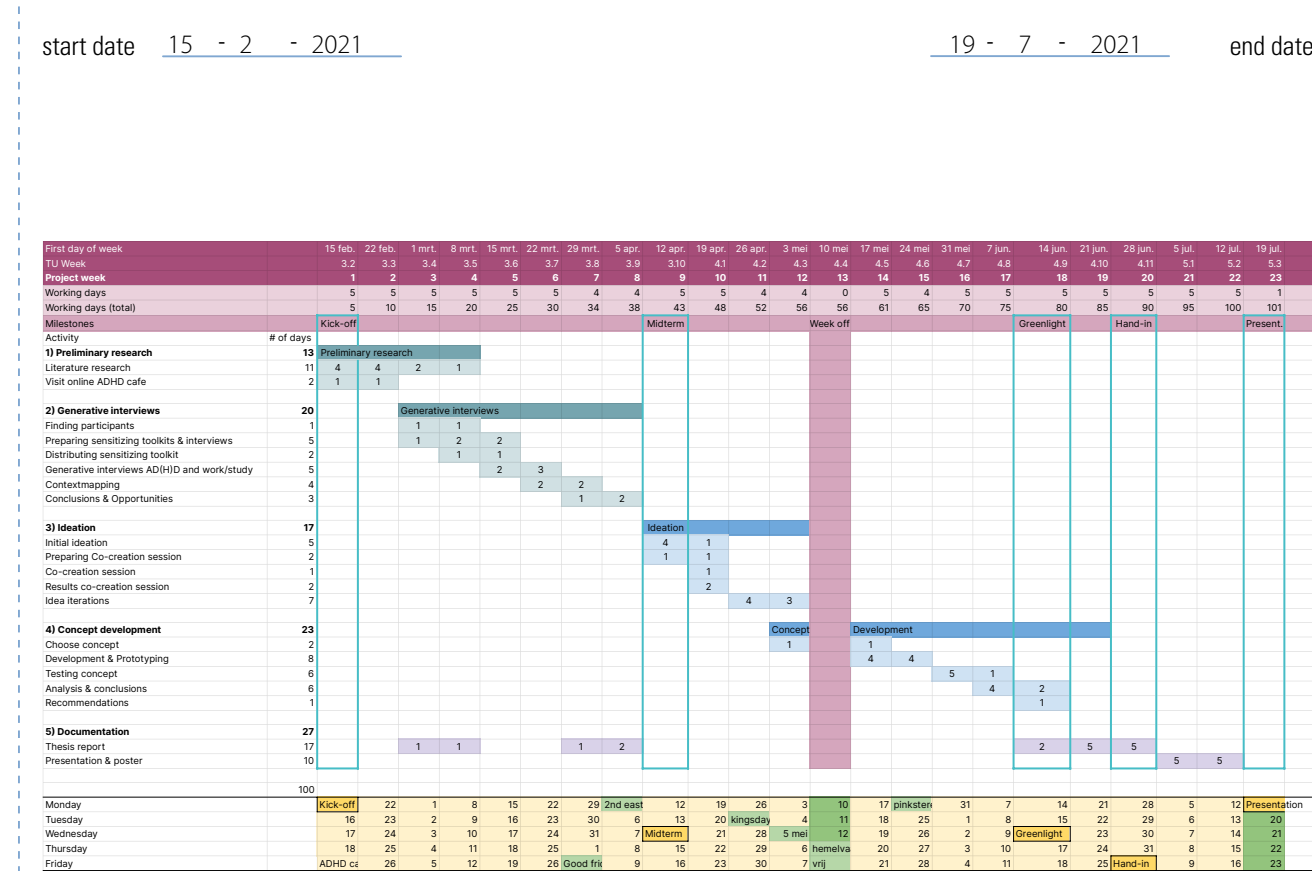 start date 15 - 2 - 2021 19 - 7 - 2021 end date
First day of week 15 feb. 22 feb. 1 mrt. 8 mrt. 15 mrt. 22 mrt. 29 mrt. 5 apr. 12 apr. 19 apr. 26 apr. 3 mei 10 mei 17 mei 24 mei 31 mei 7 jun. 14 jun. 21 jun. 28 jun. 5 jul. 12 jul. 19 jul.
TU Week 3.2 3.3 3.4 3.5 3.6 3.7 3.8 3.9 3.10 4.1 4.2 4.3 4.4 4.5 4.6 4.7 4.8 4.9 4.10 4.11 5.1 5.2 5.3
Project week 1 2 3 4 5 6 7 8 9 10 11 12 13 14 15 16 17 18 19 20 21 22 23
Working days 5 5 5 5 5 5 4 4 5 5 4 4 0 5 4 5 5 5 5 5 5 5 1
Working days (total) 5 10 15 20 25 30 34 38 43 48 52 56 56 61 65 70 75 80 85 90 95 100 101
Milestones Kick-off Midterm Week off Greenlight Hand-in Present.
Activity # of days
1) Preliminary research 13 Preliminary research
Literature research 11 4 4 2 1
Visit online ADHD cafe 2 1 1
2) Generative interviews 20 Generative interviews
Finding participants 1 1 1
Preparing sensitizing toolkits & interviews 5 1 2 2
Distributing sensitizing toolkit 2 1 1
Generative interviews AD(H)D and work/study 5 2 3
Contextmapping 4 2 2
Conclusions & Opportunities 3 1 2
3) Ideation 17 Ideation
Initial ideation 5 4 1
Preparing Co-creation session 2 1 1
Co-creation session 1 1
Results co-creation session 2 2
Idea iterations 7 4 3
4) Concept development 23 Concept Development
Choose concept 2 1 1
Development & Prototyping 8 4 4
Testing concept 6 5 1
Analysis & conclusions 6 4 2
Recommendations 1 1
5) Documentation 27
Thesis report 17 1 1 1 2 2 5 5
Presentation & poster 10 5 5
100
Monday Kick-off 22 1 8 15 22 29 2nd east 12 19 26 3 10 17 pinkstere 31 7 14 21 28 5 12 Presentation
Tuesday 16 23 2 9 16 23 30 6 13 20 kingsday 4 11 18 25 1 8 15 22 29 6 13 20
Wednesday 17 24 3 10 17 24 31 7 Midterm 21 28 5 mei 12 19 26 2 9 Greenlight 23 30 7 14 21
Thursday 18 25 4 11 18 25 1 8 15 22 29 6 hemelva 20 27 3 10 17 24 31 8 15 22
Friday ADHD ca 26 5 12 19 26 Good fri 9 16 23 30 7 vrij 21 28 4 11 18 25 Hand-in 9 16 23